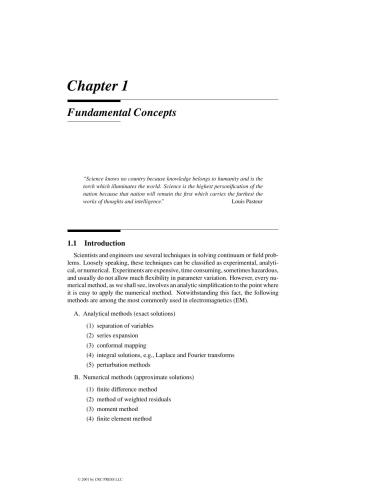 Chapter 1
Fundamental Concepts
"Science knows no country because knowledge belongs to humanity and is the
torch which illuminates the world. Science is the highest personification of the
nation because that nation will remain the first which carries the furthest the
works of thoughts and intelligence." Louis Pasteur
1.1 Introduction
Scientists and engineers use several techniques in solving continuum or field prob-
lems. Loosely speaking, these techniques can be classified as experimental, analyti-
cal, or numerical. Experiments are expensive, time consuming, sometimes hazardous,
and usually do not allow much flexibility in parameter variation. However, every nu-
merical method, as we shall see, involves an analytic simplification to the point where
it is easy to apply the numerical method. Notwithstanding this fact, the following
methods are among the most commonly used in electromagnetics (EM).
A. Analytical methods (exact solutions)
(1) separation of variables
(2) series expansion
(3) conformal mapping
(4) integral solutions, e.g., Laplace and Fourier transforms
(5) perturbation methods
B. Numerical methods (approximate solutions)
(1) finite difference method
(2) method of weighted residuals
(3) moment method
(4) finite element method
© 2001 by CRC PRESS LLC